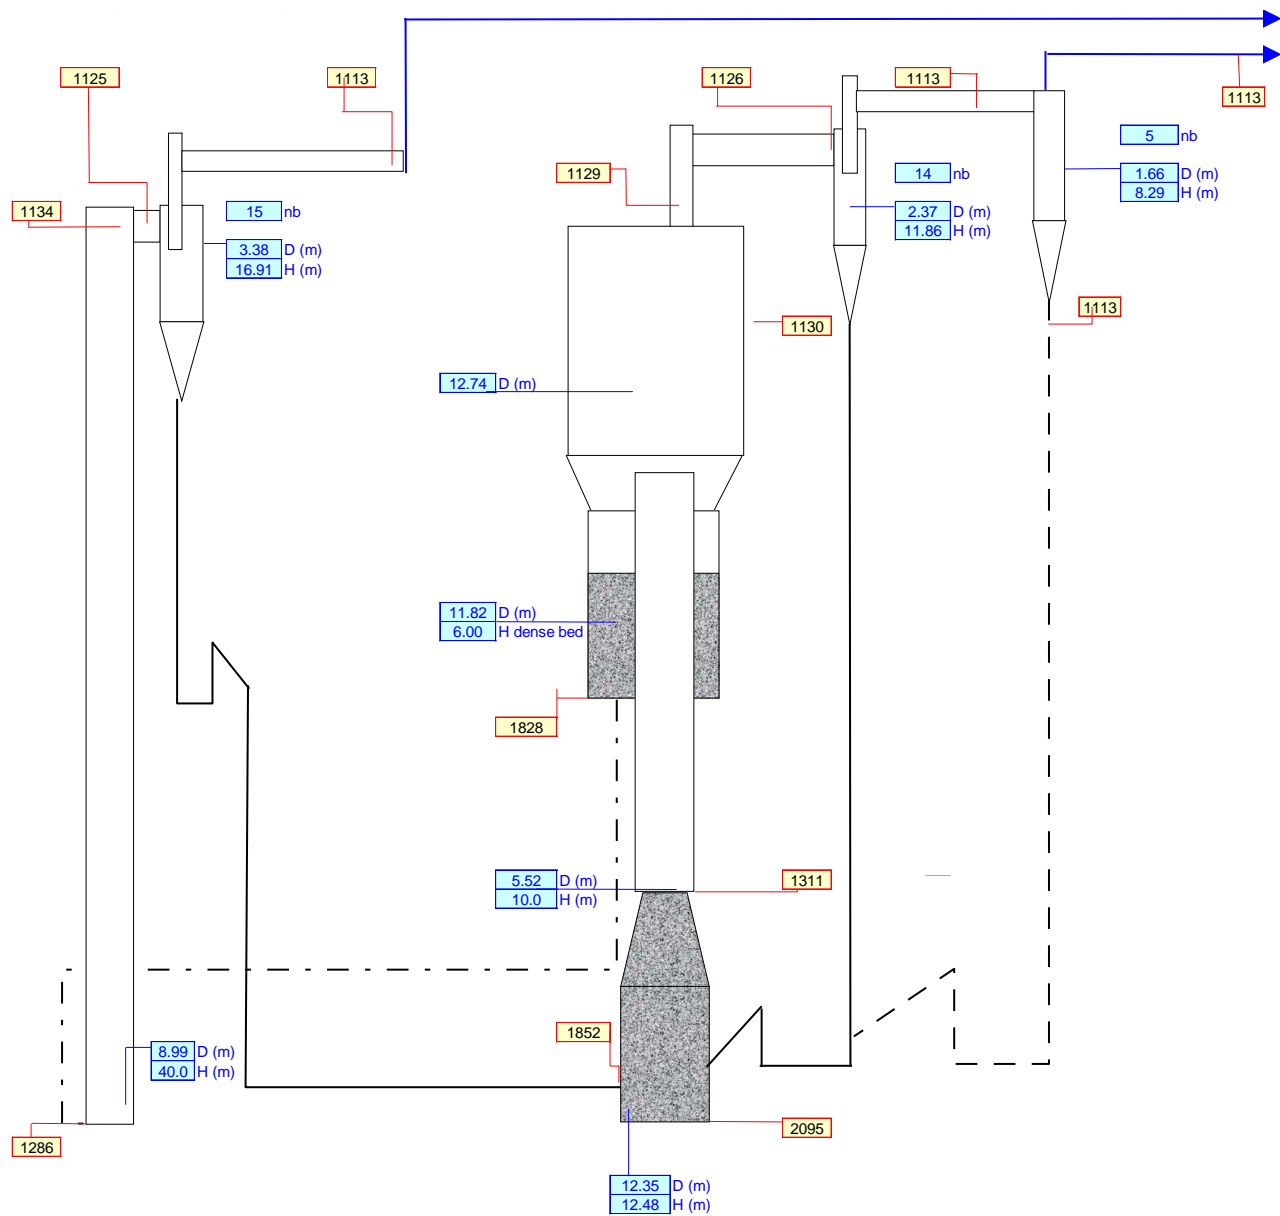 1125
1113
1126
1113
1113
5 nb
1129
14 nb
1.66 D (m)
8.29 H (m)
1134
15 nb
2.37 D (m)
11.86 H (m)
3.38 D (m)
16.91 H (m)
1113
1130
12.74 D (m)
11.82 D (m)
6.00 H dense bed
1828
5.52 D (m)
10.0 H (m)
1311
1852
8.99 D (m)
40.0 H (m)
2095
1286
12.35 D (m)
12.48 H (m)